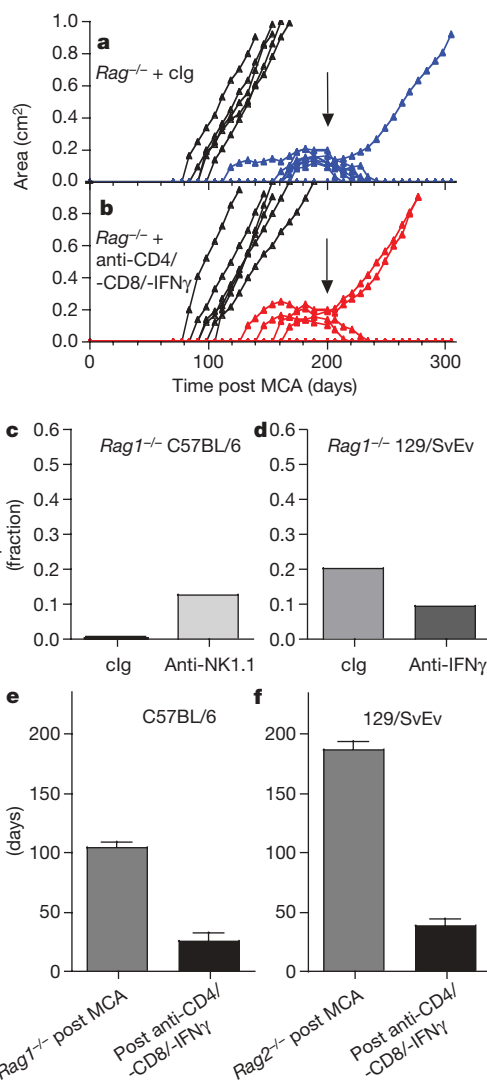 a
Rag–/– + cIg
Area (cm2)
1.0
0.8
0.6
0.4
0.2
0.0
b
Rag–/– +
anti-CD4/
-CD8/-IFNγ
0.8
0.6
0.4
0.2
0.0
0 100 200 300
Time post MCA (days)
c
Rag1–/– C57BL/6
(fraction)
0.6
0.5
0.4
0.3
0.2
0.1
0.0
cIg Anti-NK1.1
d
Rag1–/– 129/SvEv
0.6
0.5
0.4
0.3
0.2
0.1
0.0
cIg Anti-IFNγ
e
C57BL/6
(days)
200
150
100
50
0
Rag1–/– post MCA
Post anti-CD4/
-CD8/-IFNγ
f
129/SvEv
200
150
100
50
0
Rag2–/– post MCA
Post anti-CD4/
-CD8/-IFNγ